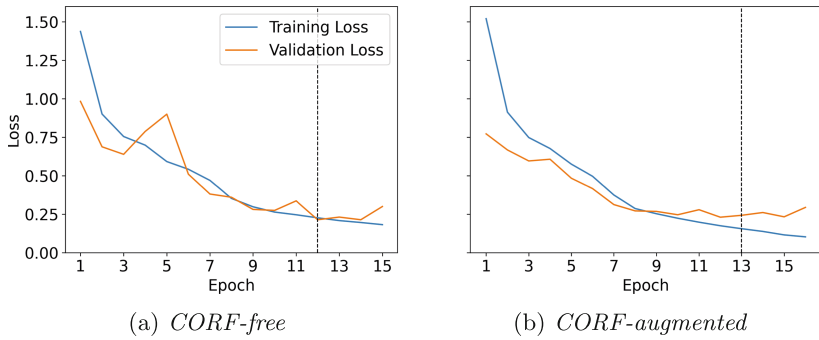 1.50
1.25
1.00
0.75
0.50
0.25
0.00
Loss
Training Loss
Validation Loss
1 3 5 7 9 11 13 15
Epoch
1 3 5 7 9 11 13 15
Epoch
(a) CORF-free
(b) CORF-augmented